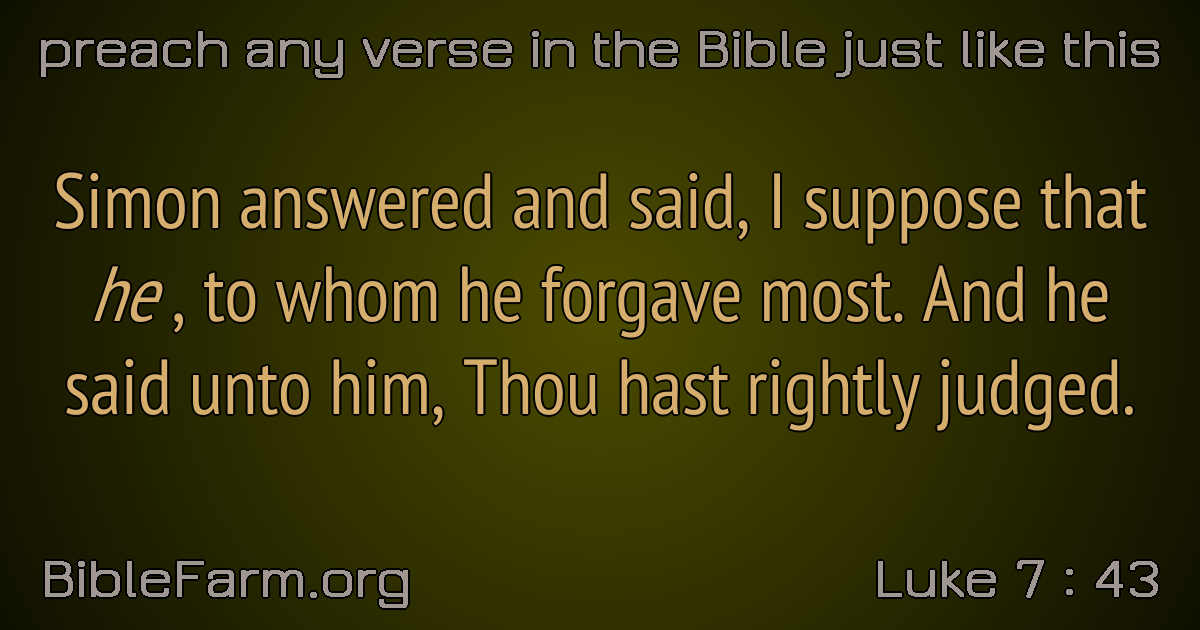 preach any verse in the Bible just like this
Simon answered and said, I suppose that
he , to whom he forgave most. And he
said unto him, Thou hast rightly judged.
BibleFarm.org
Luke 7 : 43